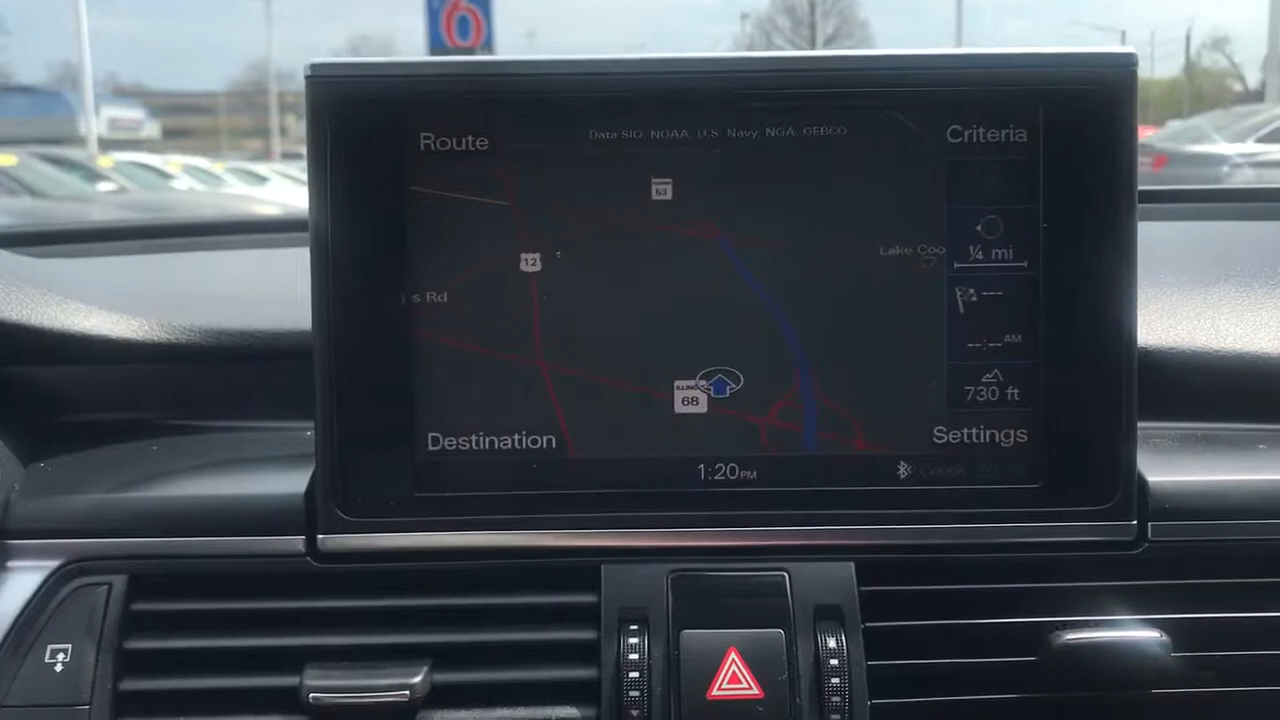 6
Route
Data SIO, NOAA, U.S. Navy, NGA, GEBCO
Criteria
53
12
Lake Coo
¼ mi
s Rd
---
--:--AM
ILLINOIS
68
730 ft
Destination
Settings
1:20PM